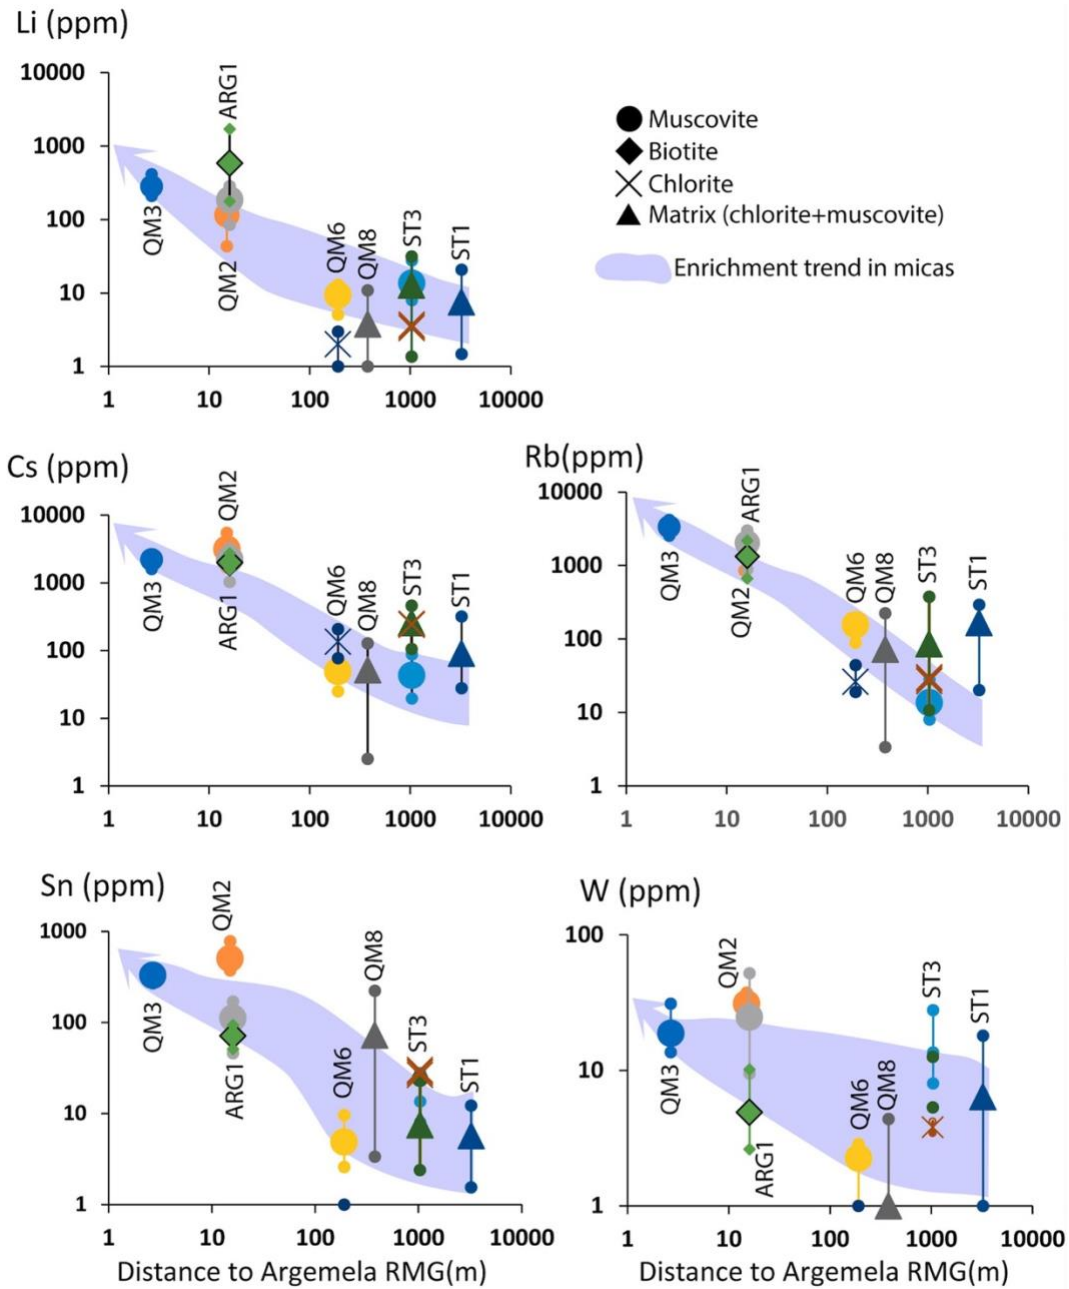 Li (ppm)
10000
1000
100
10
1
1 10 100 1000 10000
QM3
ARG1
QM2
QM6
QM8
ST3
ST1
Muscovite
Biotite
Chlorite
Matrix (chlorite+muscovite)
Enrichment trend in micas
Cs (ppm)
10000
1000
100
10
1
1 10 100 1000 10000
QM3
QM2
ARG1
QM6
QM8
ST3
ST1
Rb(ppm)
10000
1000
100
10
1
1 10 100 1000 10000
QM3
ARG1
QM2
QM6
QM8
ST3
ST1
Sn (ppm)
1000
100
10
1
1 10 100 1000 10000
QM3
QM2
ARG1
QM6
QM8
ST3
ST1
Distance to Argemela RMG(m)
W (ppm)
100
10
1
1 10 100 1000 10000
QM3
QM2
ARG1
QM6
QM8
ST3
ST1
Distance to Argemela RMG(m)